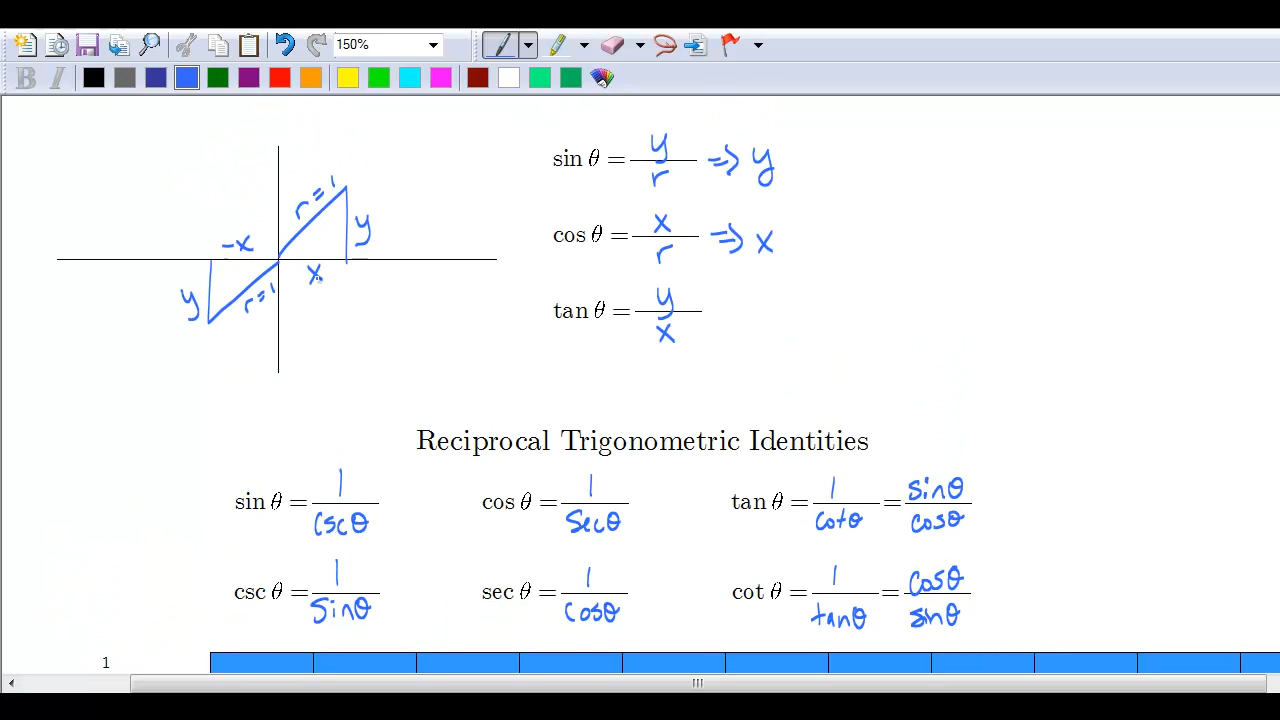 150%
B I
r=1
y
-x
x
y
r=1
sin θ = y/r => y
cos θ = x/r => x
tan θ = y/x
Reciprocal Trigonometric Identities
sin θ = 1/cscθ cos θ = 1/secθ tan θ = 1/cotθ = sinθ/cosθ
csc θ = 1/sinθ sec θ = 1/cosθ cot θ = 1/tanθ = cosθ/sinθ
1